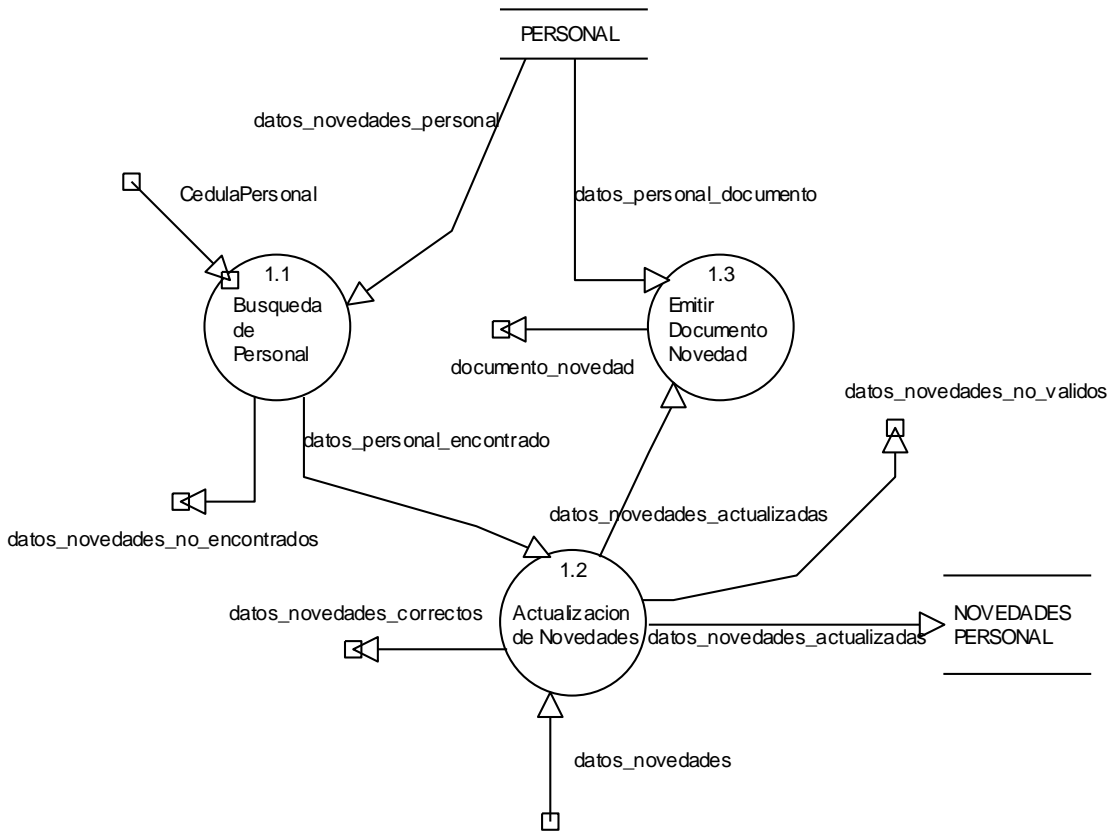 PERSONAL
datos_novedades_personal
CedulaPersonal
datos_personal_documento
1.1
Busqueda
de
Personal
1.3
Emitir
Documento
Novedad
documento_novedad
datos_novedades_no_validos
datos_personal_encontrado
datos_novedades_actualizadas
datos_novedades_no_encontrados
1.2
Actualizacion
de Novedades
datos_novedades_correctos
datos_novedades_actualizadas
NOVEDADES
PERSONAL
datos_novedades